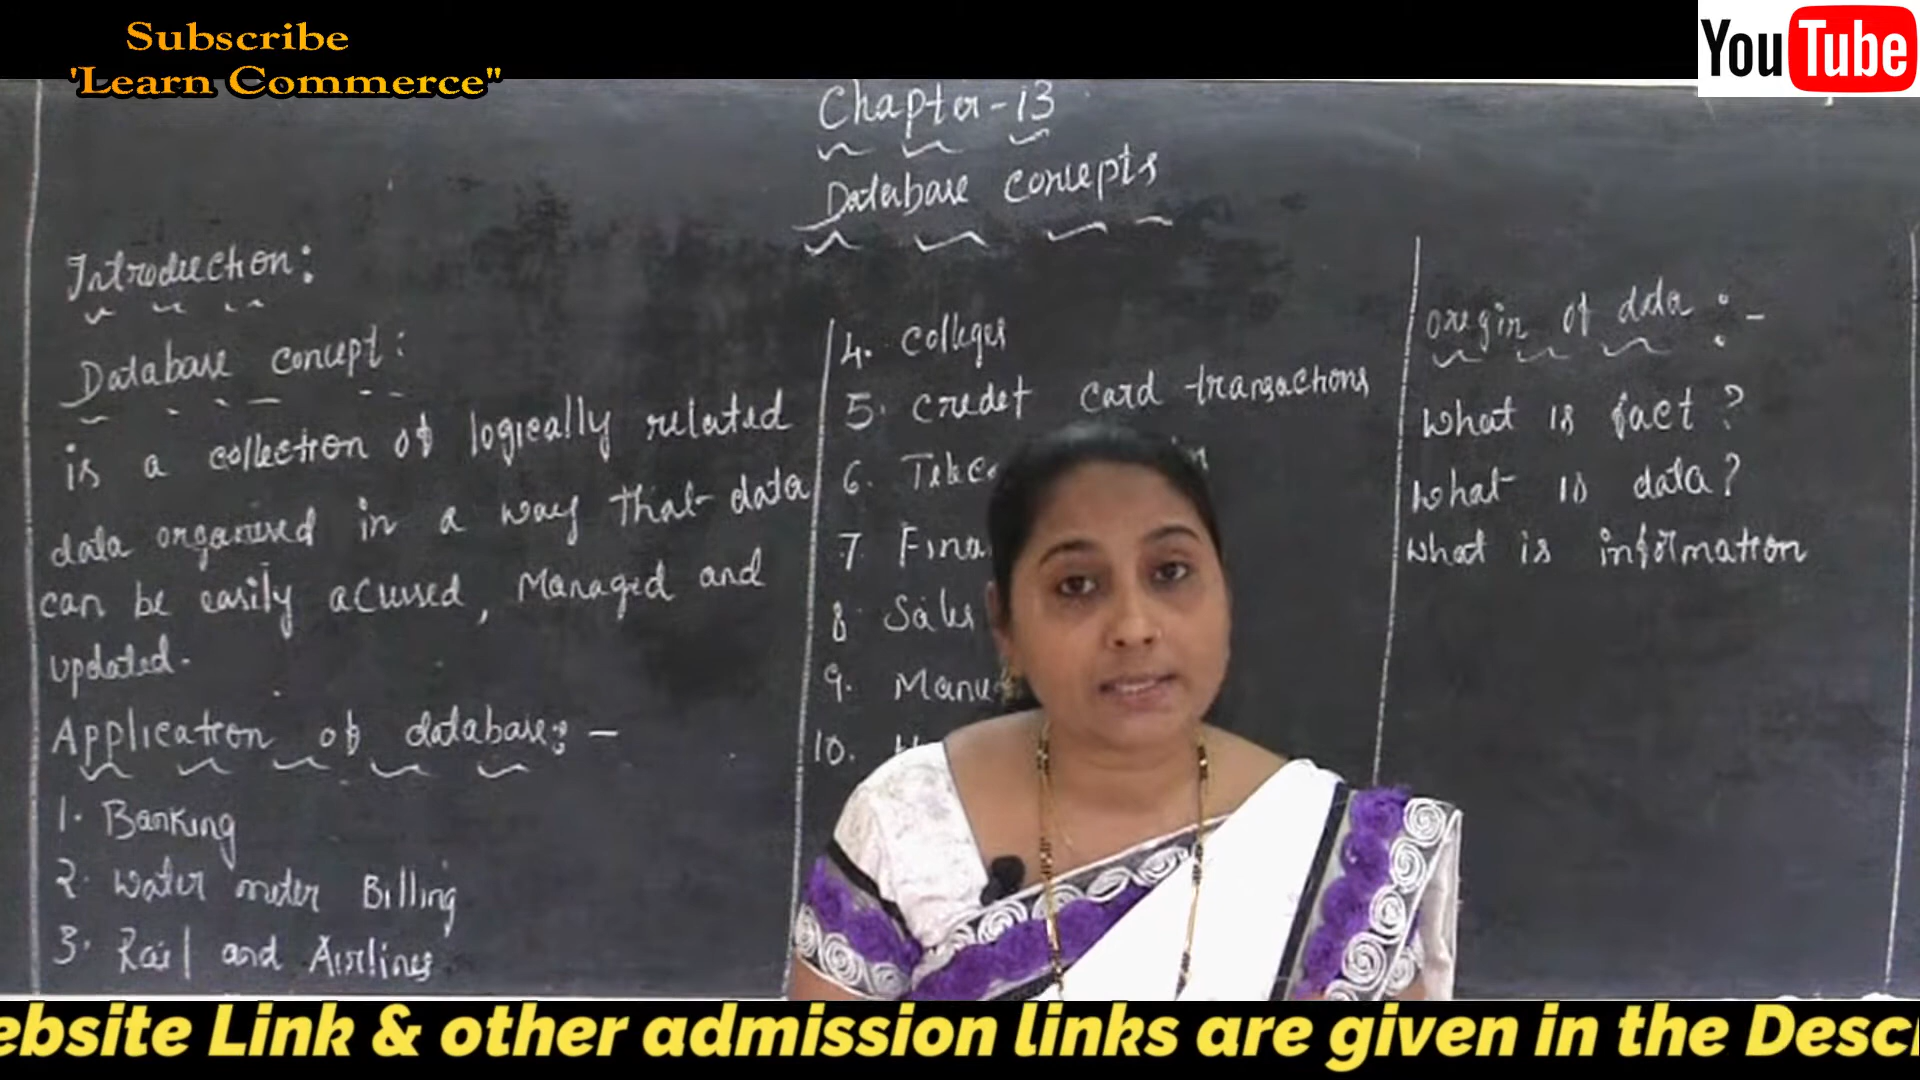 Subscribe
'Learn Commerce"
YouTube
Chapter-13
Database concepts
Introduction:
Database concept:
is a collection of logically related
data organised in a way that data
can be easily acussed, Managed and
updated.
Application of database:-
1. Banking
2. Water meter Billing
3. Rail and Airlines
4. Colleges
5. Credet card transactions
6.
7
8. Sales
9.
10.
origin of data :-
What is fact?
What is data?
What is information
ebsite Link & other admission links are given in the Desc